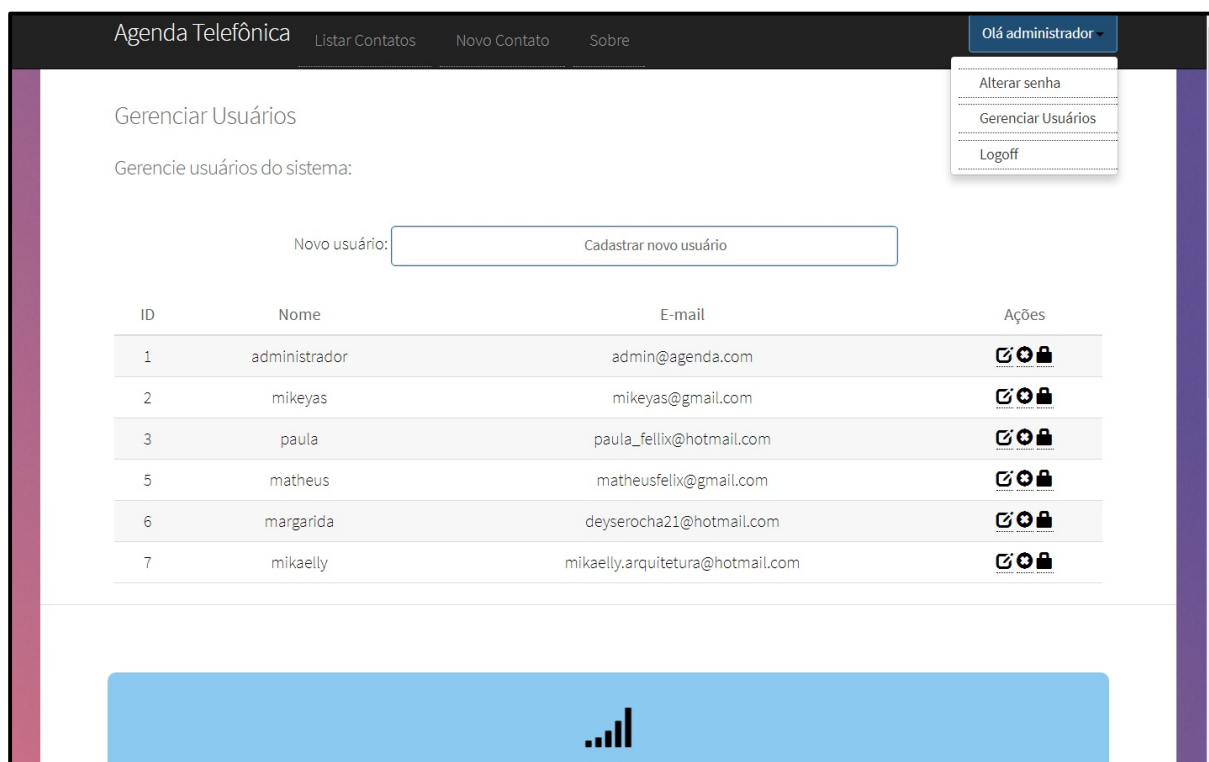 Agenda Telefônica Listar Contatos Novo Contato Sobre Olá administrador
Alterar senha
Gerenciar Usuários
Logoff
Gerenciar Usuários
Gerencie usuários do sistema:
Novo usuário: Cadastrar novo usuário
ID Nome E-mail Ações
1 administrador admin@agenda.com
2 mikeyas mikeyas@gmail.com
3 paula paula_fellix@hotmail.com
5 matheus matheusfelix@gmail.com
6 margarida deyserocha21@hotmail.com
7 mikaelly mikaelly.arquitetura@hotmail.com